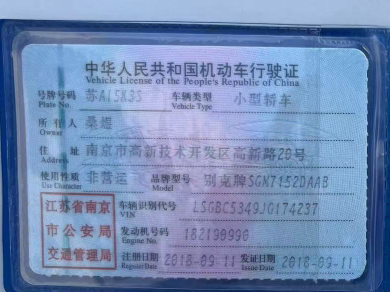 中华人民共和国机动车行驶证
Vehicle License of the People's Republic of China
号牌号码 苏A15X3S 车辆类型 小型轿车
Plate No. Vehicle Type
所有人 桑雄
Owner
住址 南京市高新技术开发区高新路20号
Address
使用性质 非营运 品牌型号 别克牌SGM7152DAAB
Use Character Model
江苏省南京
市公安局
交通管理局
车辆识别代号 LSGBC5349JG174237
VIN
发动机号码 182190990
Engine No.
注册日期 2018-09-11 发证日期 2018-09-11
Register Date Issue Date